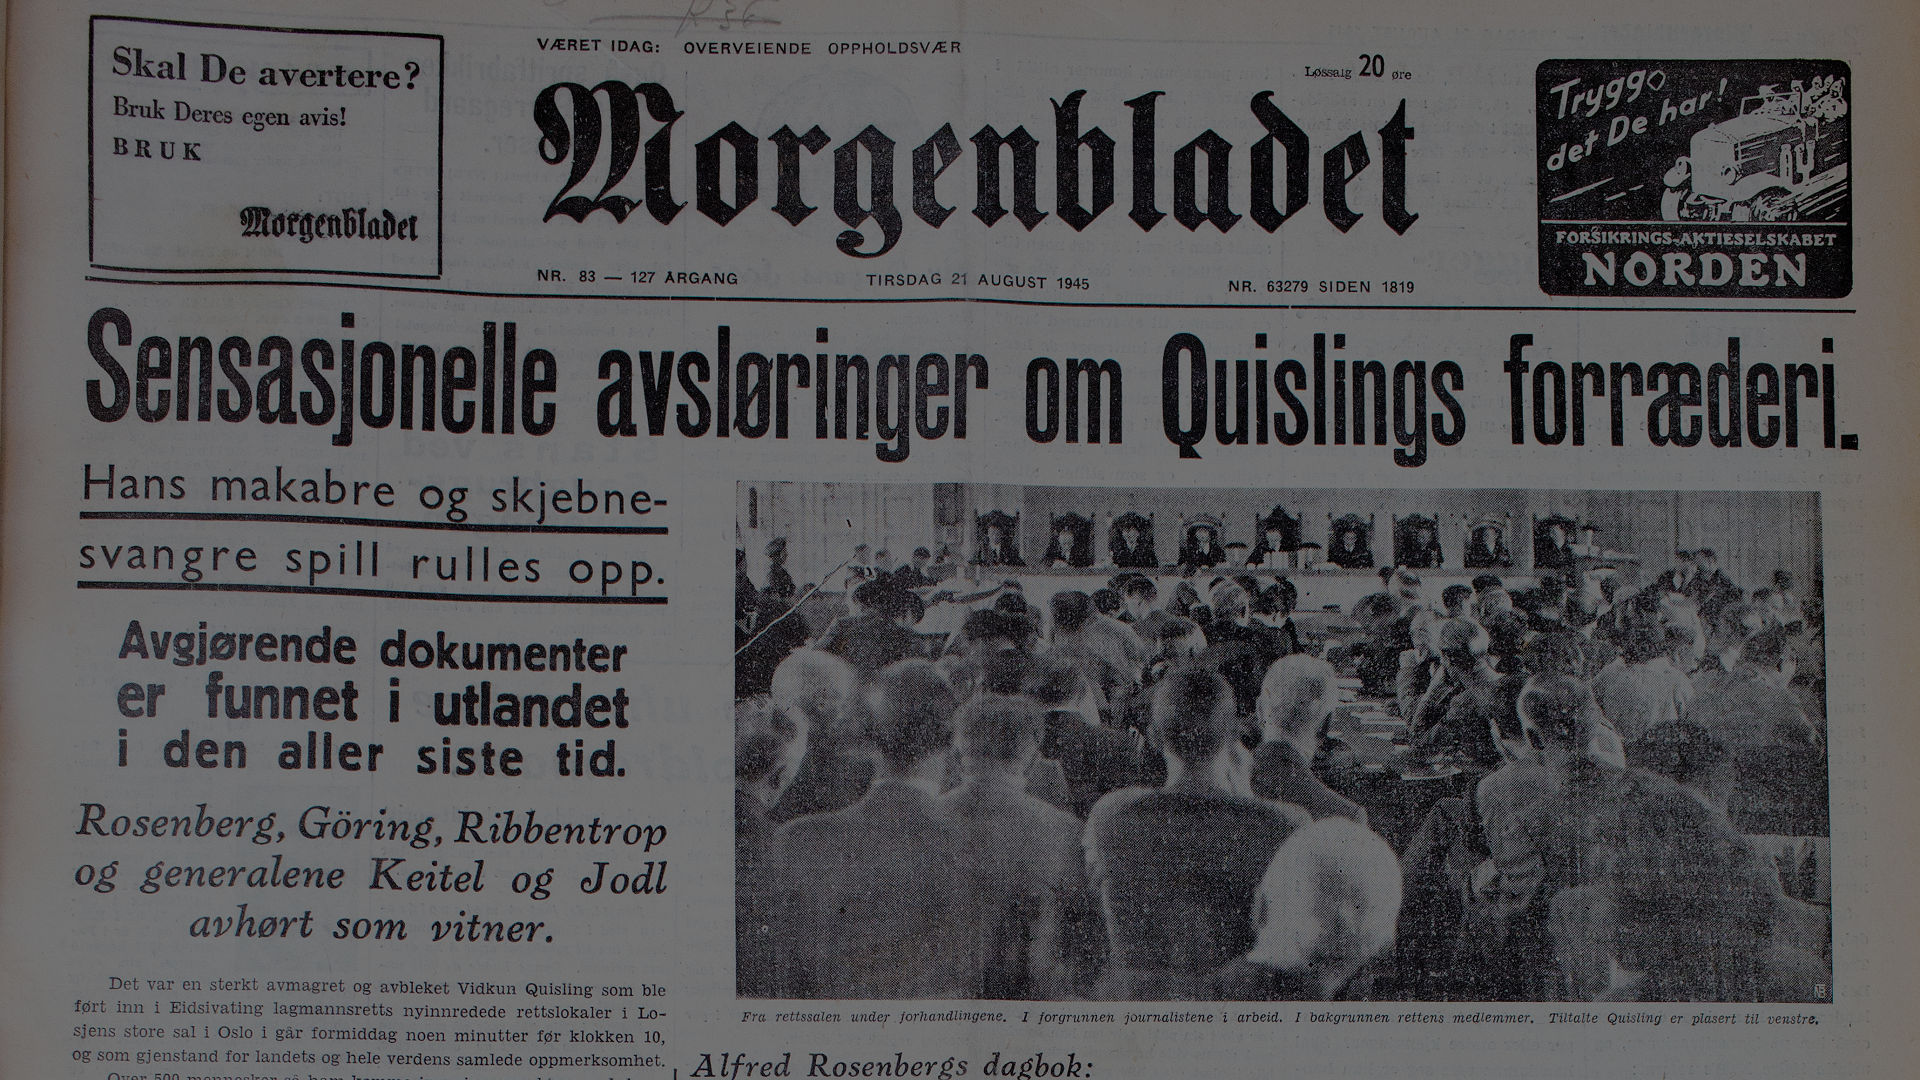 Skal De avertere?
Bruk Deres egen avis!
BRUK
Morgenbladet
VÆRET IDAG: OVERVEIENDE OPPHOLDSVÆR
Løssalg 20 øre
Morgenbladet
NR. 83 — 127 ÅRGANG
TIRSDAG 21 AUGUST 1945
NR. 63279 SIDEN 1819
Trygg
det De har!
FORSIKRINGS-AKTIESELSKABET
NORDEN
Sensasjonelle avsløringer om Quislings forræderi.
Hans makabre og skjebne-
svangre spill rulles opp.
Avgjørende dokumenter
er funnet i utlandet
i den aller siste tid.
Rosenberg, Göring, Ribbentrop
og generalene Keitel og Jodl
avhørt som vitner.
Det var en sterkt avmagret og avbleket Vidkun Quisling som ble
ført inn i Eidsivating lagmannsretts nyinnredede rettslokaler i Lo-
sjens store sal i Oslo i går formiddag noen minutter før klokken 10,
og som gjenstand for landets og hele verdens samlede oppmerksomhet.
Over 500 mennesker
Fra rettssalen under forhandlingene. I forgrunnen journalistene i arbeid. I bakgrunnen rettens medlemmer. Tiltalte Quisling er plasert til venstre.
Alfred Rosenbergs dagbok: